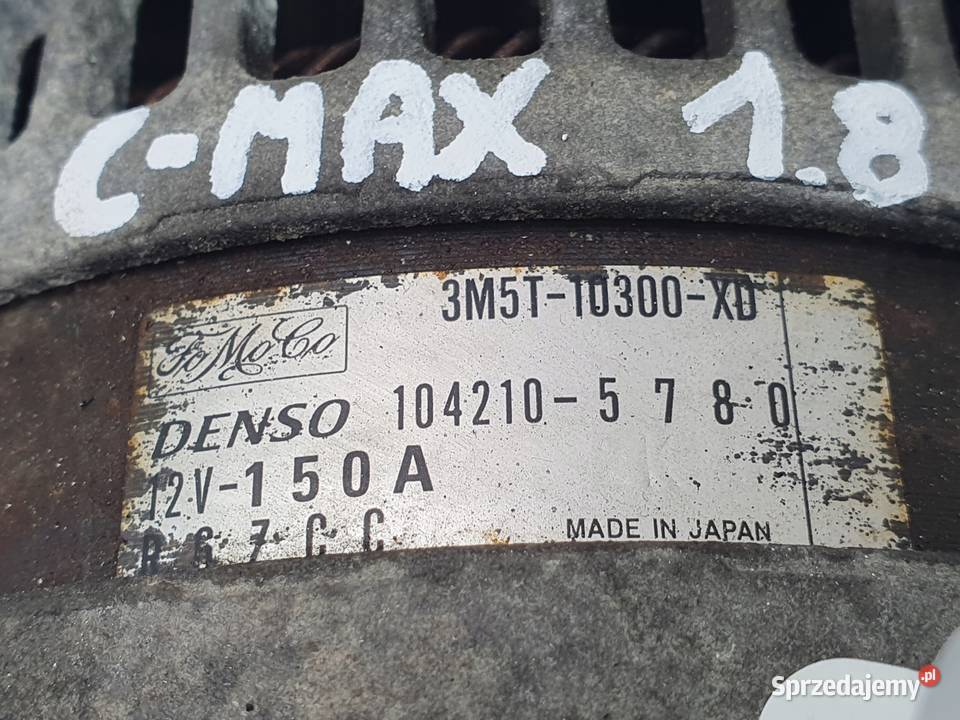 C-MAX 1.8
3M5T-10300-XD
FoMoCo
DENSO 104210-5780
12V-150A
MADE IN JAPAN
Sprzedajemy.pl